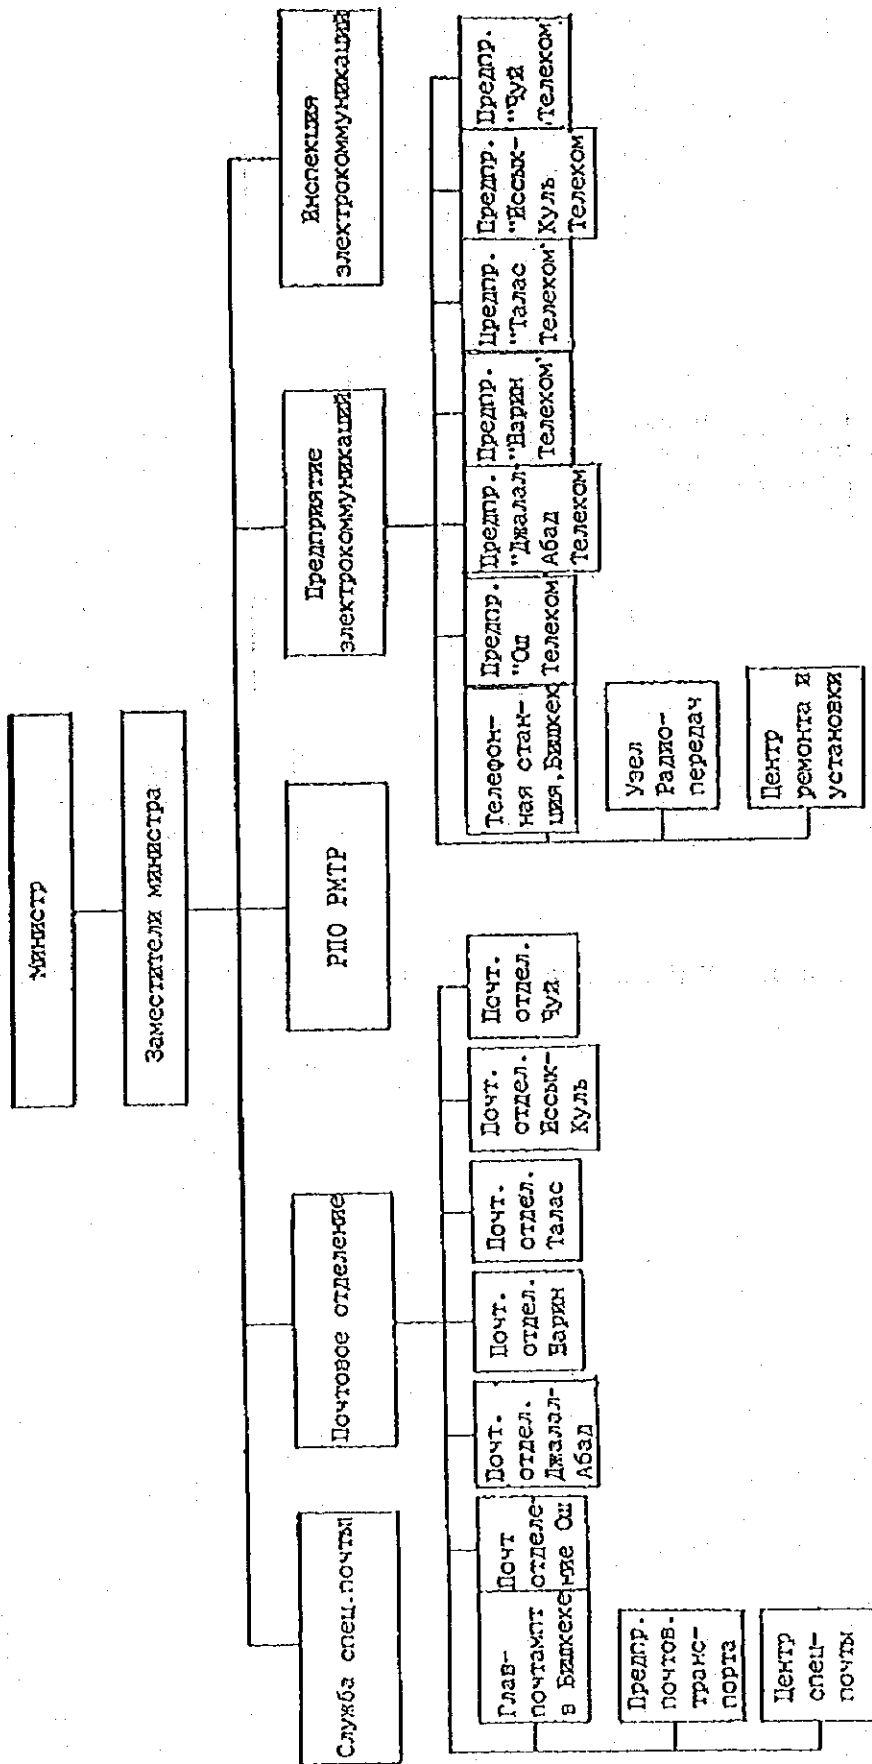 Министр
Заместители министра
Служба спец.почты
Почтовое отделение
РПО РМТР
Предприятие
электрокоммуникаций
Инспекция
электрокоммуникаций
Глав-
почтампт
в Бишкеке
Почт
отделе-
ние Ош
Почт.
отдел.
Джалал-
Абад
Почт.
отдел.
Нарин
Почт.
отдел.
Талас
Почт.
отдел.
Иссык-
Куль
Почт.
отдел.
Чуй
Предпр.
почтов.
транс-
порта
Центр
спец-
почты
Телефон-
ная стан-
ция,Бишкек
Предпр.
"Ош
Телеком
Предпр.
"Джалал-
Абад
Телеком
Предпр.
"Нарин
Телеком"
Предпр.
"Талас
Телеком"
Предпр.
"Иссык-
Куль
Телеком
Предпр.
"Чуй
Телеком
Узел
Радио-
передач
Центр
ремонта и
установки